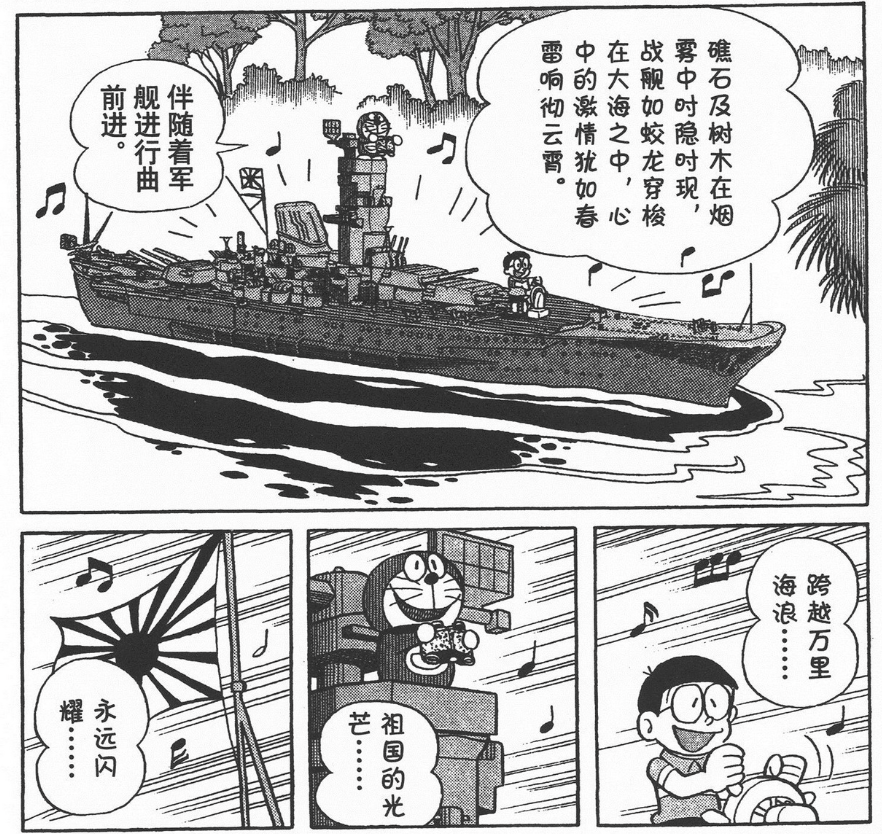 礁石及树木在烟
雾中时隐时现，
战舰如蛟龙穿梭
在大海之中，心
中的激情犹如春
雷响彻云霄。
伴随着军
舰进行曲
前进。
跨越万里
海浪……
祖国的光
芒……
永远闪
耀……